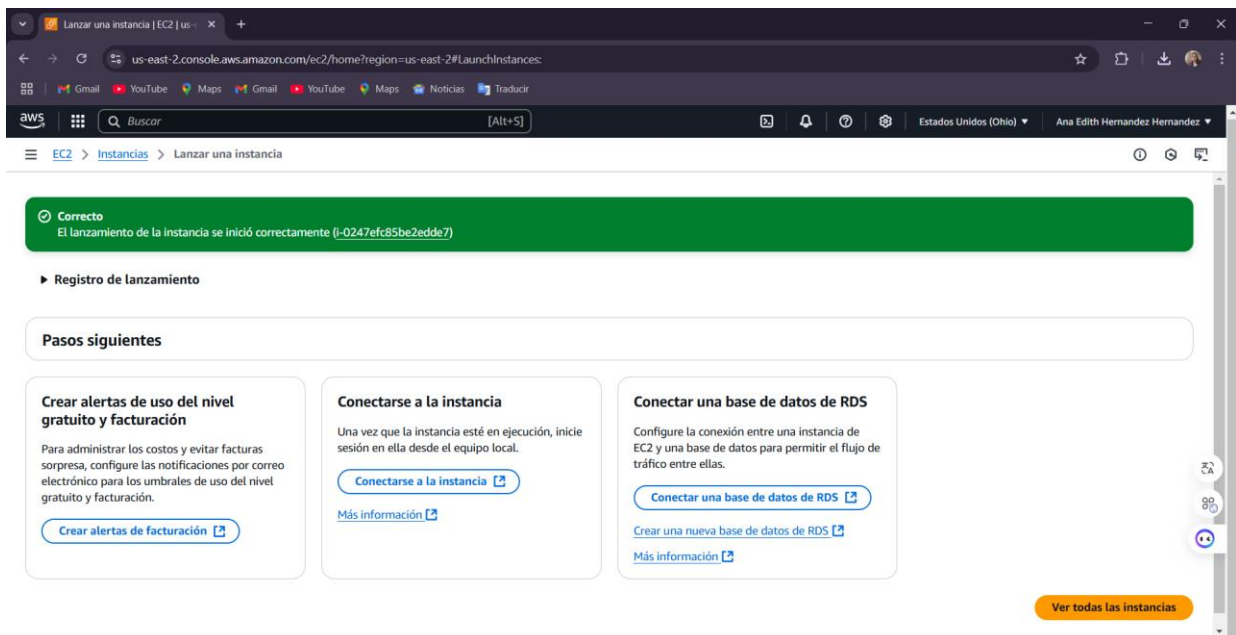 Lanzar una instancia | EC2 | us-
us-east-2.console.aws.amazon.com/ec2/home?region=us-east-2#LaunchInstances:
Gmail YouTube Maps Gmail YouTube Maps Noticias Traducir
aws Buscar [Alt+S] Estados Unidos (Ohio) Ana Edith Hernandez Hernandez
EC2 > Instancias > Lanzar una instancia
Correcto
El lanzamiento de la instancia se inició correctamente (i-0247efc85be2edde7)
Registro de lanzamiento
Pasos siguientes
Crear alertas de uso del nivel
gratuito y facturación
Para administrar los costos y evitar facturas
sorpresa, configure las notificaciones por correo
electrónico para los umbrales de uso del nivel
gratuito y facturación.
Crear alertas de facturación
Conectarse a la instancia
Una vez que la instancia esté en ejecución, inicie
sesión en ella desde el equipo local.
Conectarse a la instancia
Más información
Conectar una base de datos de RDS
Configure la conexión entre una instancia de
EC2 y una base de datos para permitir el flujo de
tráfico entre ellas.
Conectar una base de datos de RDS
Crear una nueva base de datos de RDS
Más información
Ver todas las instancias